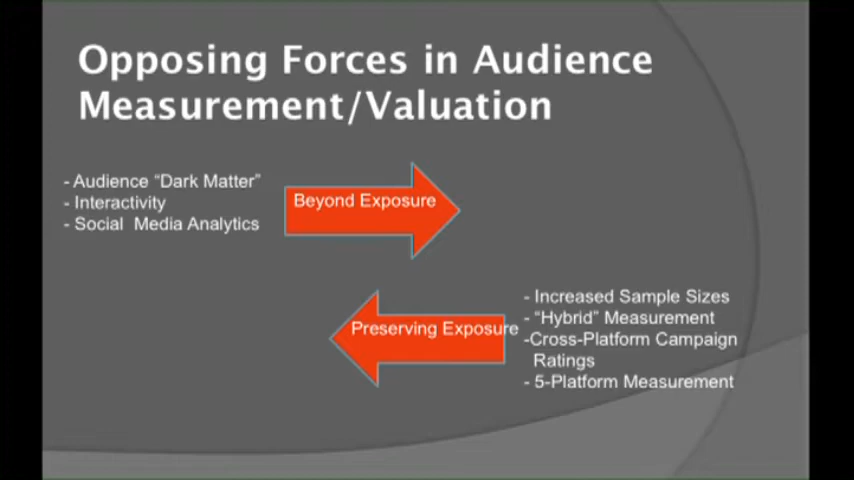 Opposing Forces in Audience
Measurement/Valuation
- Audience “Dark Matter”
- Interactivity
- Social  Media Analytics
Beyond Exposure
Preserving Exposure
- Increased Sample Sizes
- “Hybrid” Measurement
-Cross-Platform Campaign
Ratings
- 5-Platform Measurement